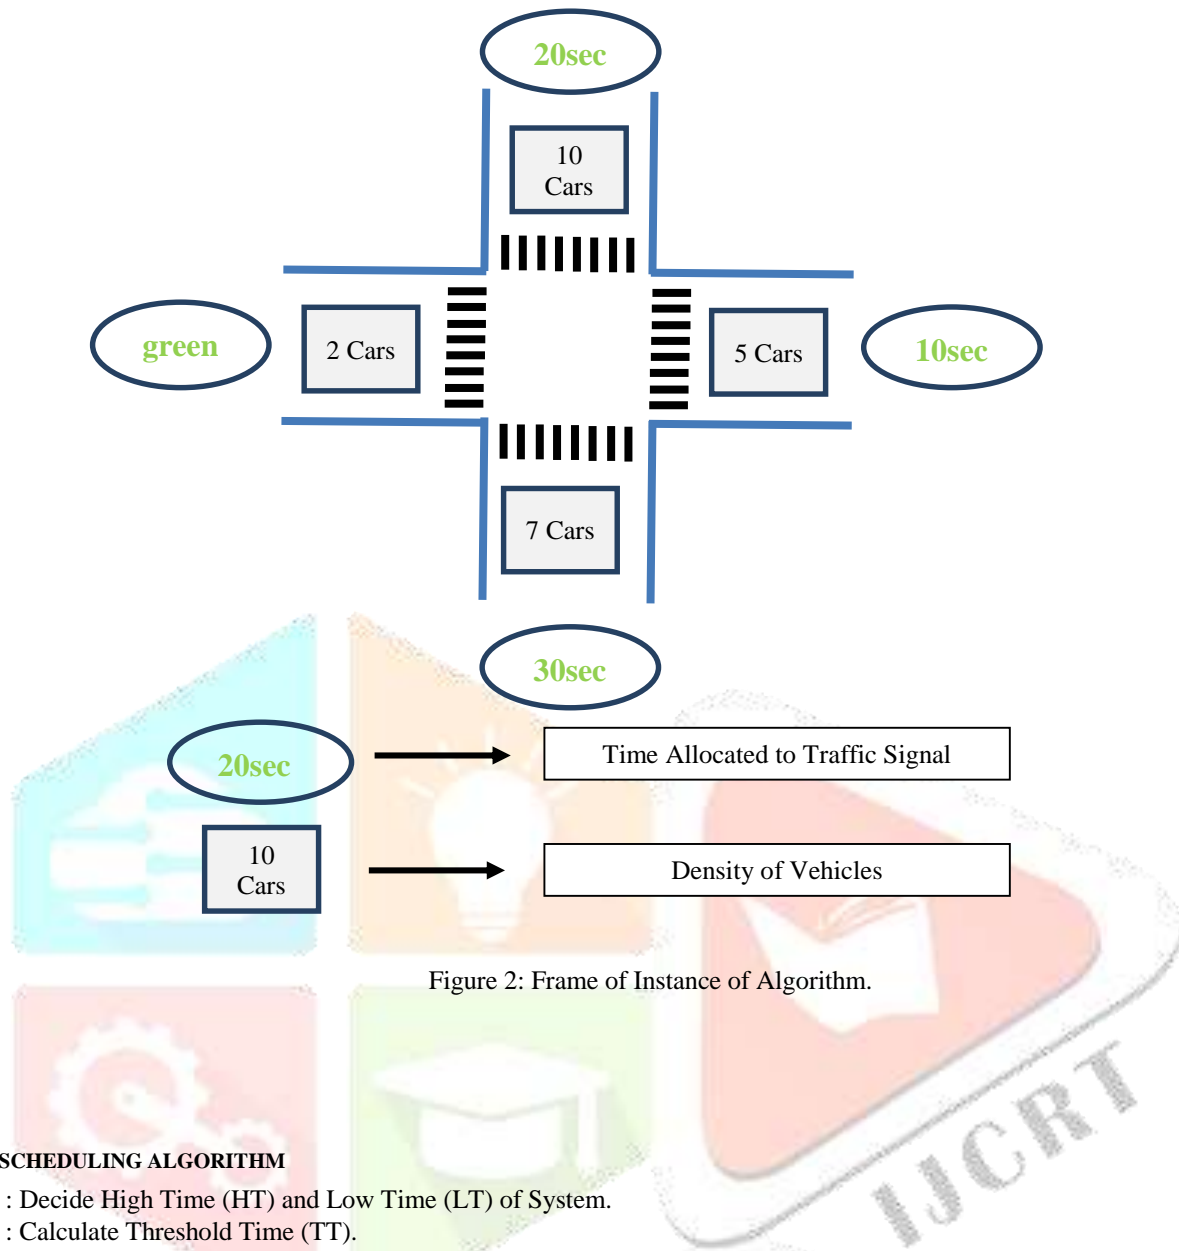 20sec
10
Cars
green
2 Cars
5 Cars
10sec
7 Cars
30sec
20sec
Time Allocated to Traffic Signal
10
Cars
Density of Vehicles
Figure 2: Frame of Instance of Algorithm.
IJCRT
SCHEDULING ALGORITHM
: Decide High Time (HT) and Low Time (LT) of System.
: Calculate Threshold Time (TT).